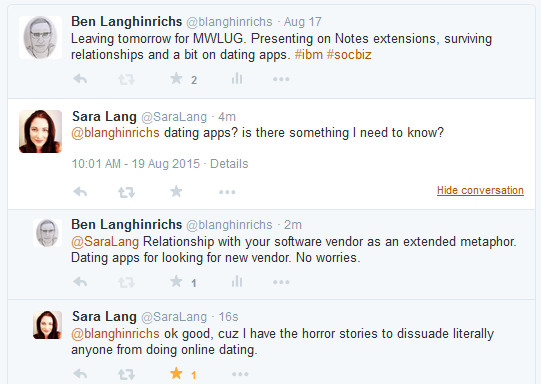 Ben Langhinrichs @blanghinrichs · Aug 17
Leaving tomorrow for MWLUG. Presenting on Notes extensions, surviving
relationships and a bit on dating apps. #ibm #socbiz
2
Sara Lang @SaraLang · 4m
@blanghinrichs dating apps? is there something I need to know?
10:01 AM - 19 Aug 2015 · Details
Hide conversation
Ben Langhinrichs @blanghinrichs · 2m
@SaraLang Relationship with your software vendor as an extended metaphor.
Dating apps for looking for new vendor. No worries.
1
Sara Lang @SaraLang · 16s
@blanghinrichs ok good, cuz I have the horror stories to dissuade literally
anyone from doing online dating.
1